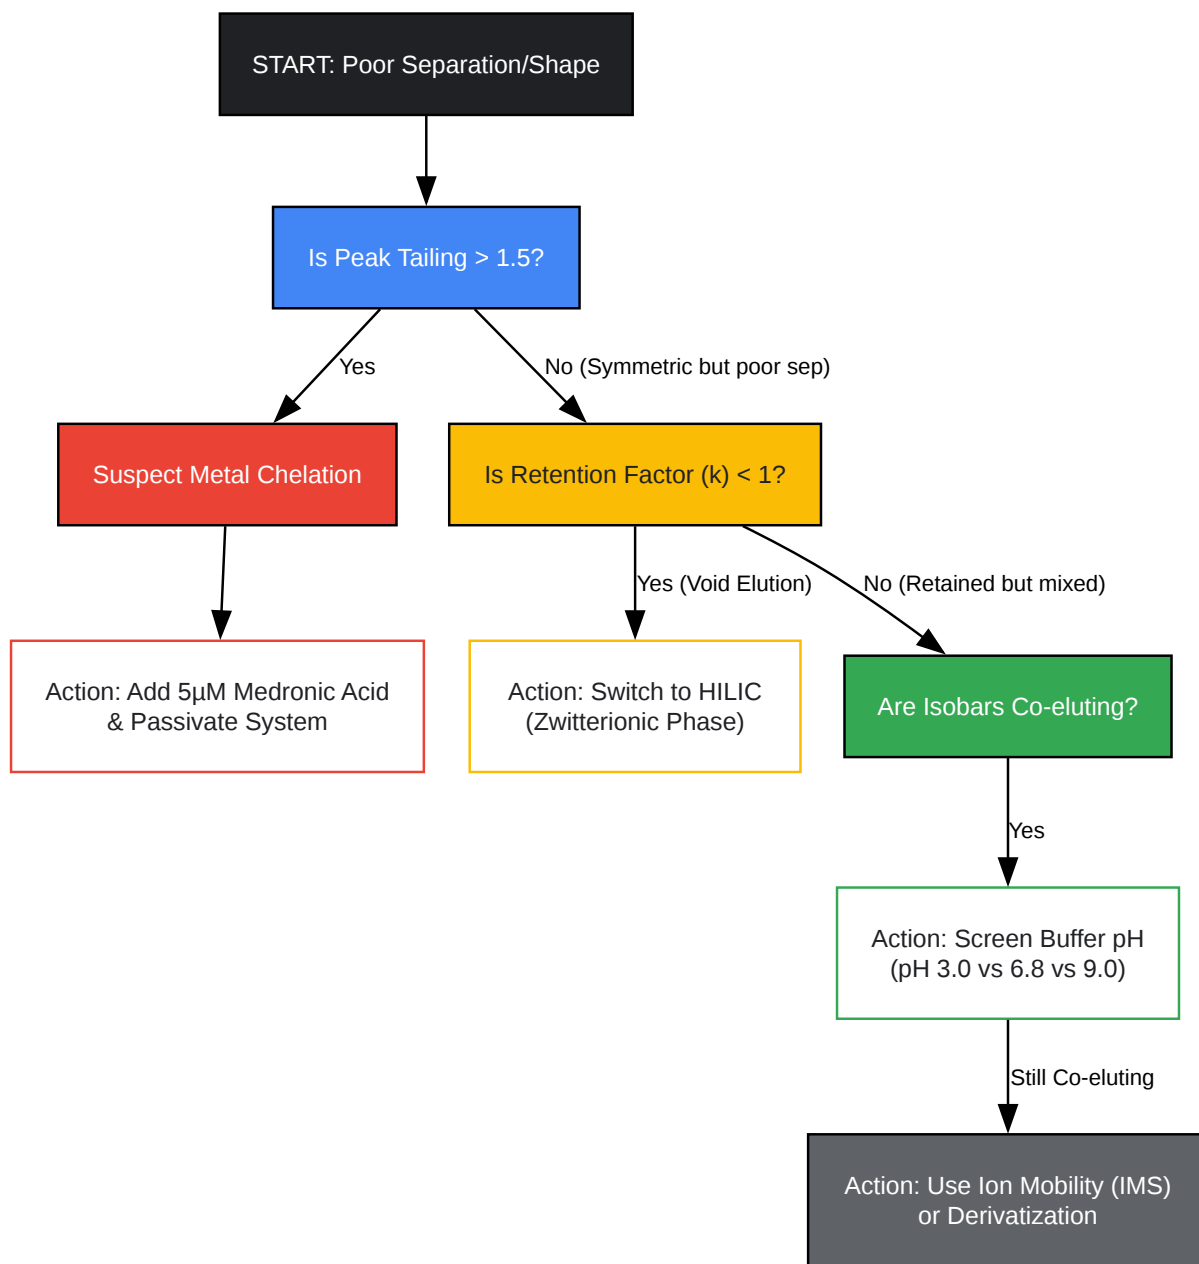 START: Poor Separation/Shape
Is Peak Tailing > 1.5?
Yes
No (Symmetric but poor sep)
Suspect Metal Chelation
Is Retention Factor (k) < 1?
Yes (Void Elution)
No (Retained but mixed)
Action: Add 5µM Medronic Acid
& Passivate System
Action: Switch to HILIC
(Zwitterionic Phase)
Are Isobars Co-eluting?
Yes
Action: Screen Buffer pH
(pH 3.0 vs 6.8 vs 9.0)
Still Co-eluting
Action: Use Ion Mobility (IMS)
or Derivatization